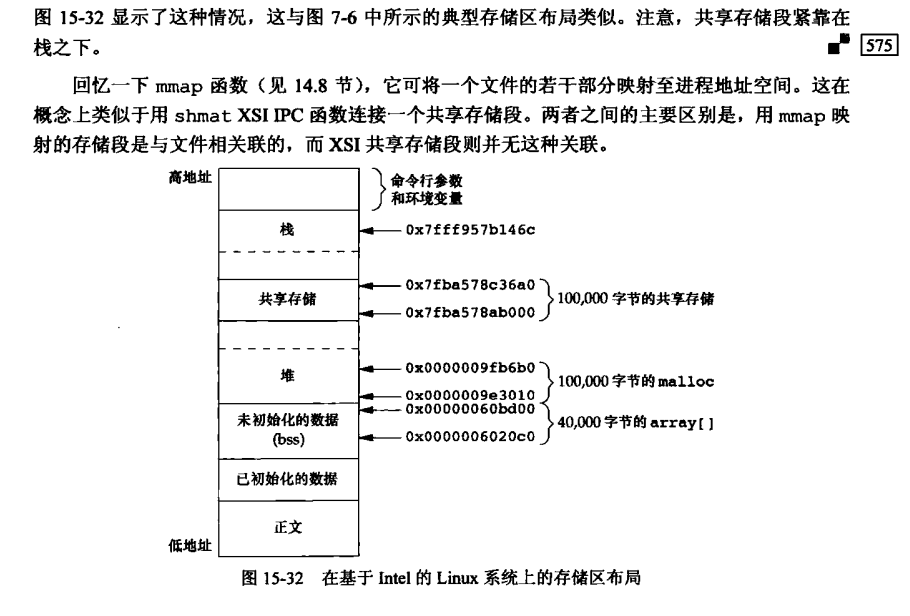 图 15-32 显示了这种情况，这与图 7-6 中所示的典型存储区布局类似。注意，共享存储段紧靠在
栈之下。
575
回忆一下 mmap 函数（见 14.8 节），它可将一个文件的若干部分映射至进程地址空间。这在
概念上类似于用 shmat XSI IPC 函数连接一个共享存储段。两者之间的主要区别是，用 mmap 映
射的存储段是与文件相关联的，而 XSI 共享存储段则并无这种关联。
高地址
命令行参数
和环境变量
栈
0x7fff957b146c
共享存储
0x7fba578c36a0
0x7fba578ab000
100,000 字节的共享存储
堆
0x0000009fb6b0
0x0000009e3010
100,000 字节的 malloc
未初始化的数据
(bss)
0x00000060bd00
0x0000006020c0
40,000 字节的 array[]
已初始化的数据
正文
低地址
图 15-32 在基于 Intel 的 Linux 系统上的存储区布局